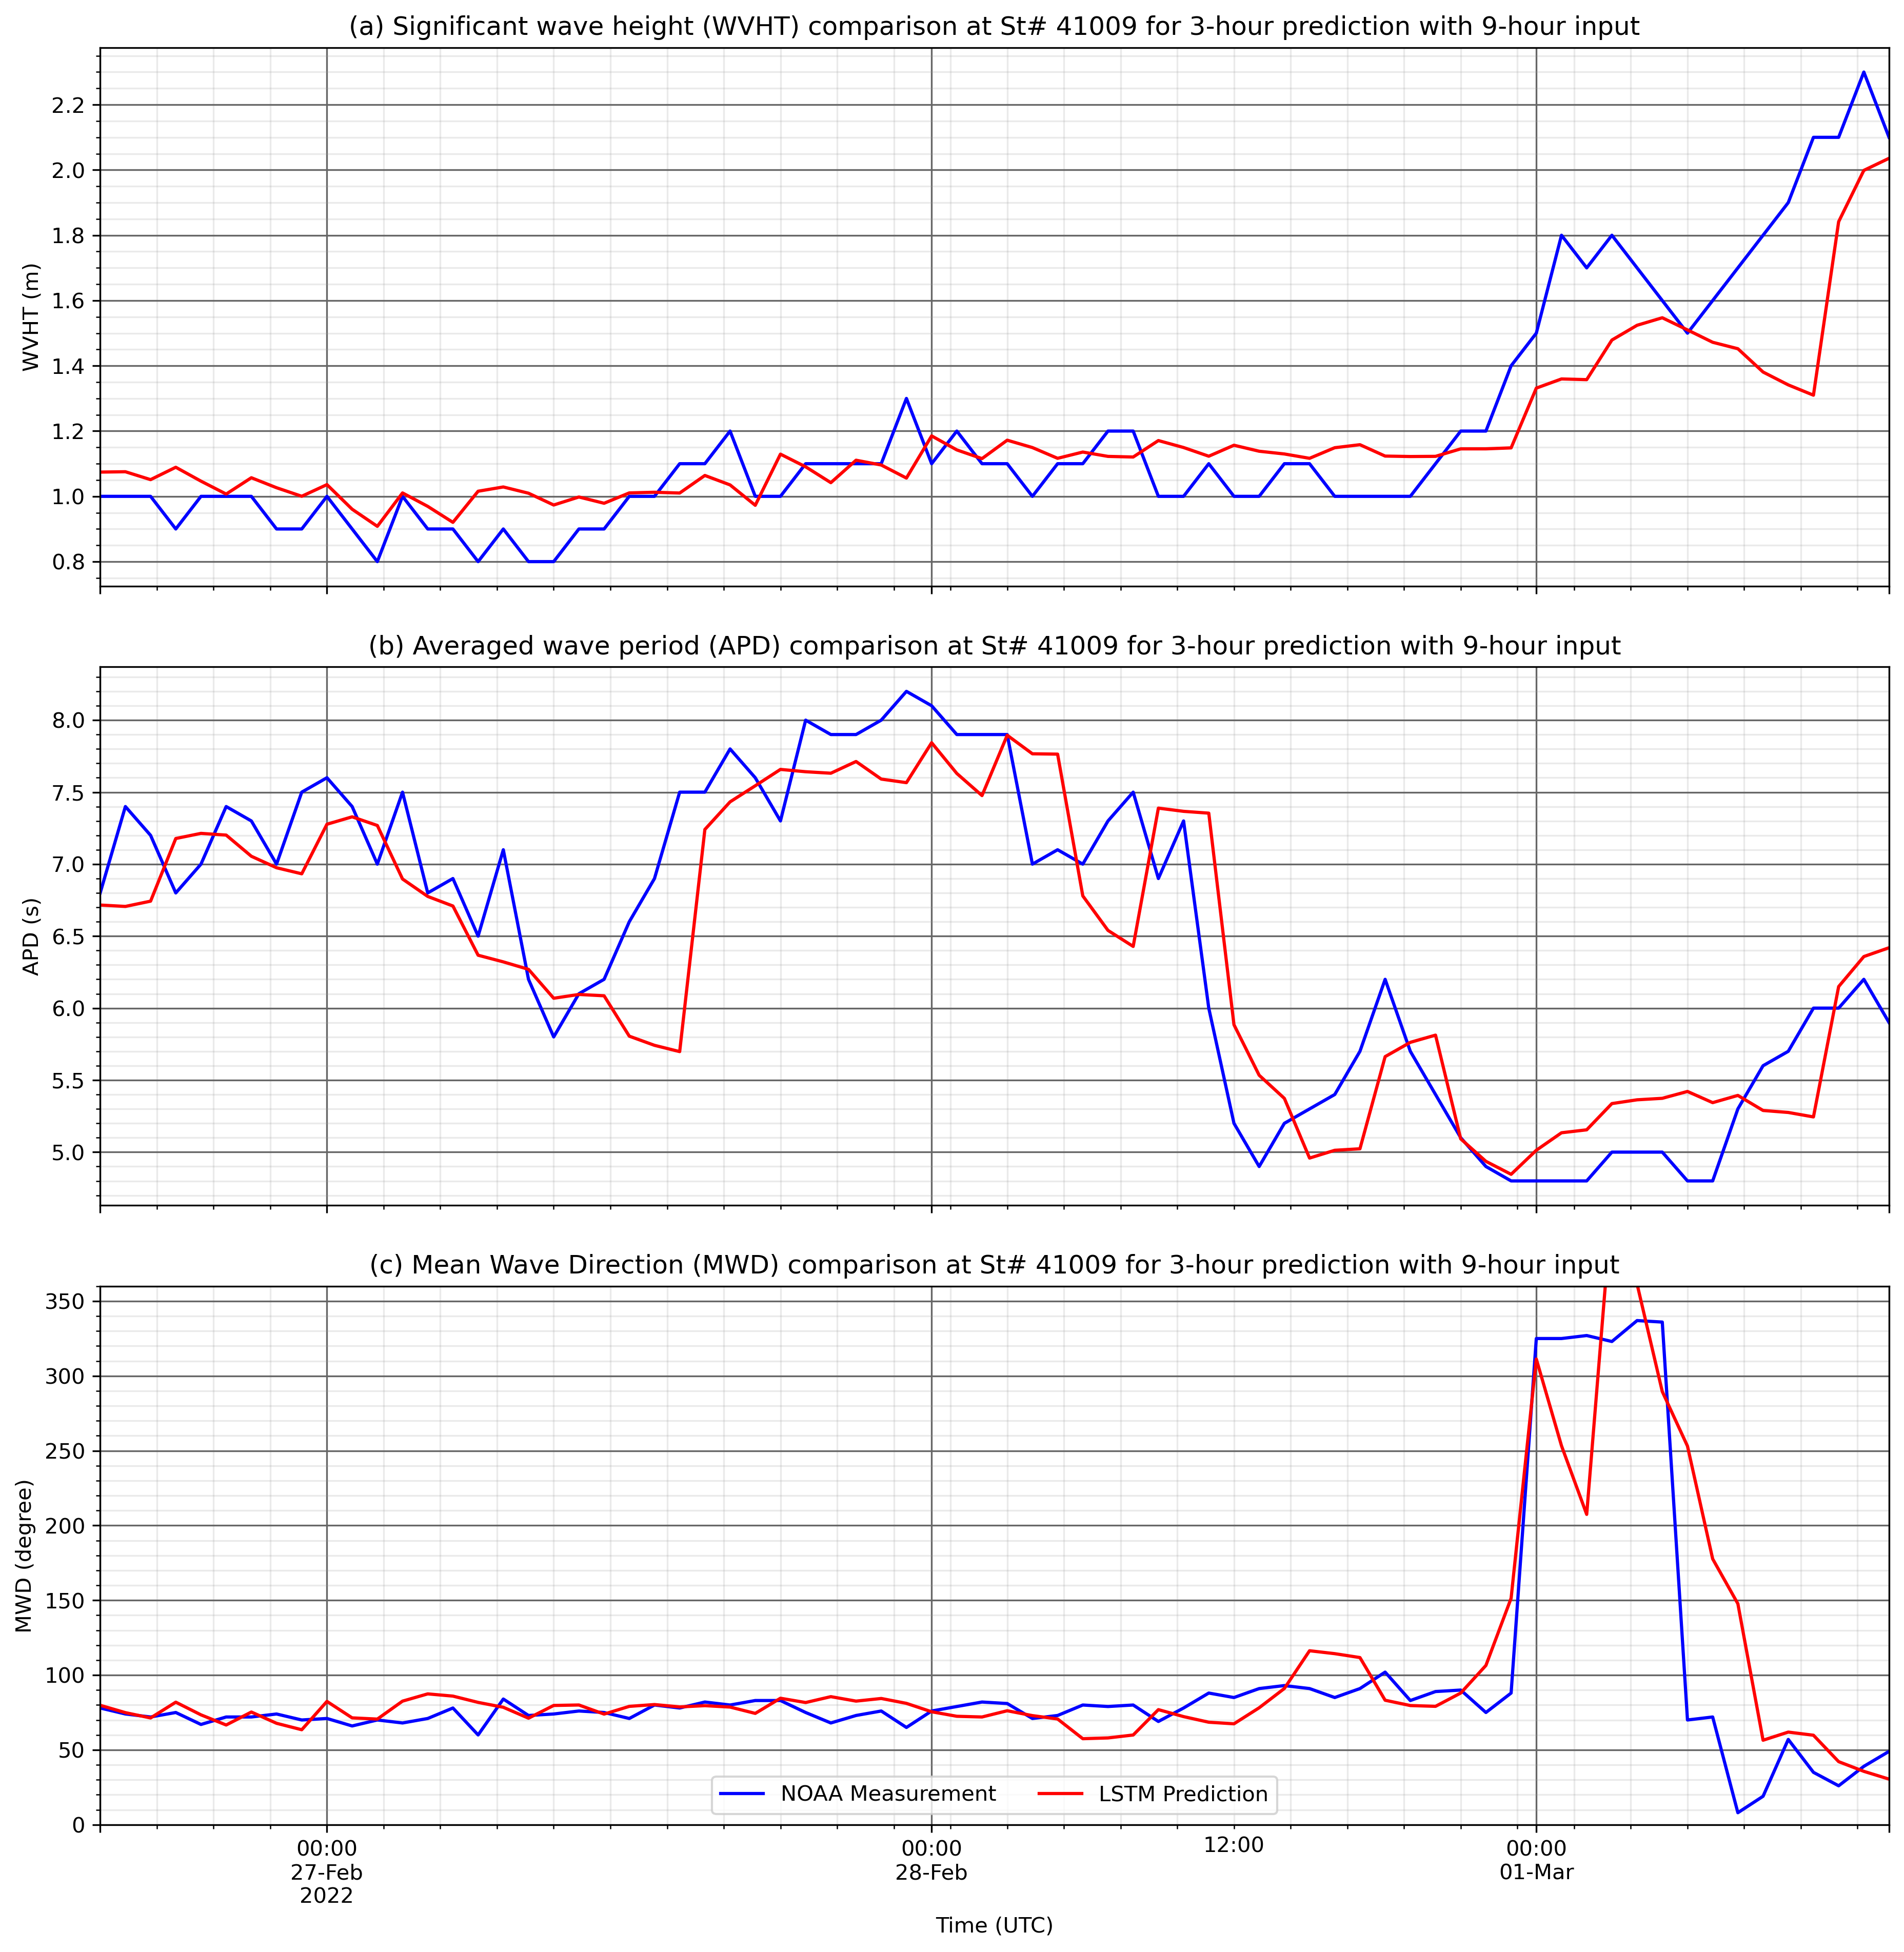 (a) Significant wave height (WVHT) comparison at St# 41009 for 3-hour prediction with 9-hour input
2.2
2.0
1.8
1.6
1.4
1.2
1.0
0.8
WVHT (m)
(b) Averaged wave period (APD) comparison at St# 41009 for 3-hour prediction with 9-hour input
8.0
7.5
7.0
6.5
6.0
5.5
5.0
APD (s)
(c) Mean Wave Direction (MWD) comparison at St# 41009 for 3-hour prediction with 9-hour input
350
300
250
200
150
100
50
0
MWD (degree)
NOAA Measurement LSTM Prediction
00:00 00:00 12:00 00:00
27-Feb 28-Feb 01-Mar
2022
Time (UTC)